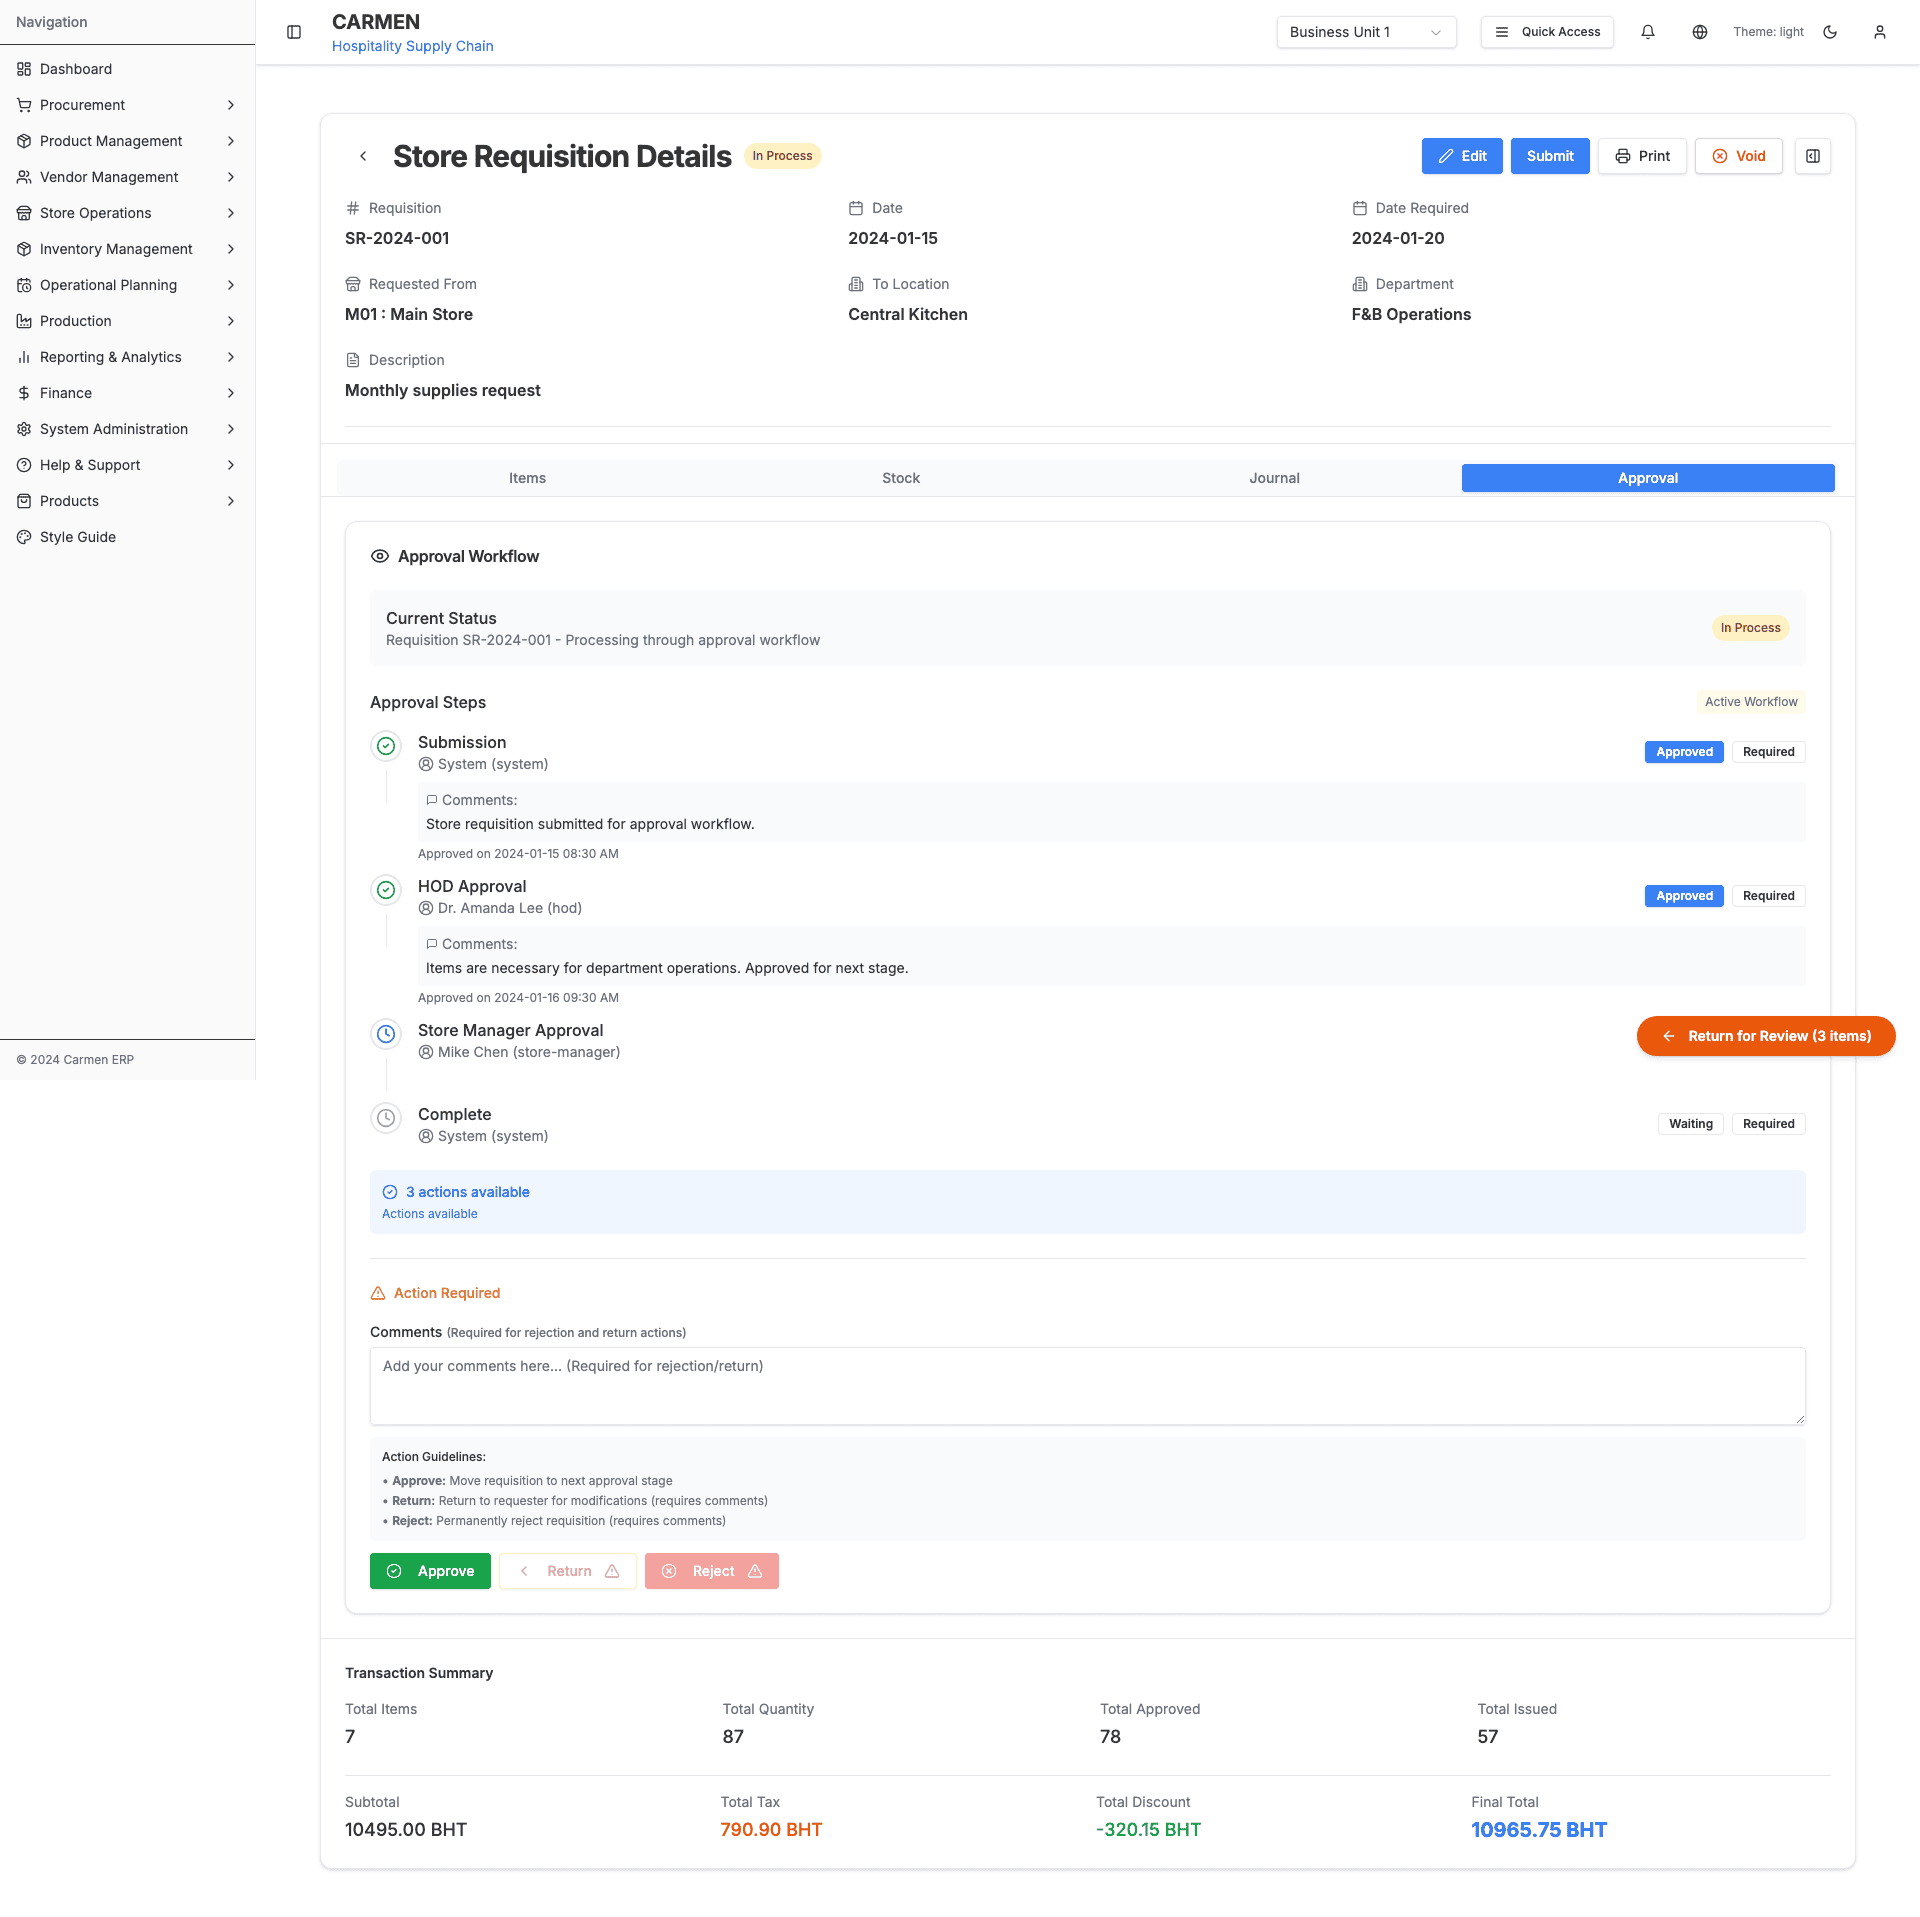 Navigation
Dashboard
Procurement
Product Management
Vendor Management
Store Operations
Inventory Management
Operational Planning
Production
Reporting & Analytics
Finance
System Administration
Help & Support
Products
Style Guide
© 2024 Carmen ERP
CARMEN
Hospitality Supply Chain
Business Unit 1
Quick Access
Theme: light
Store Requisition Details
In Process
Edit
Submit
Print
Void
Requisition
SR-2024-001
Date
2024-01-15
Date Required
2024-01-20
Requested From
M01 : Main Store
To Location
Central Kitchen
Department
F&B Operations
Description
Monthly supplies request
Items
Stock
Journal
Approval
Approval Workflow
Current Status
Requisition SR-2024-001 - Processing through approval workflow
In Process
Approval Steps
Active Workflow
Submission
System (system)
Approved
Required
Comments:
Store requisition submitted for approval workflow.
Approved on 2024-01-15 08:30 AM
HOD Approval
Dr. Amanda Lee (hod)
Approved
Required
Comments:
Items are necessary for department operations. Approved for next stage.
Approved on 2024-01-16 09:30 AM
Store Manager Approval
Mike Chen (store-manager)
Return for Review (3 items)
Complete
System (system)
Waiting
Required
3 actions available
Actions available
Action Required
Comments (Required for rejection and return actions)
Add your comments here... (Required for rejection/return)
Action Guidelines:
• Approve: Move requisition to next approval stage
• Return: Return to requester for modifications (requires comments)
• Reject: Permanently reject requisition (requires comments)
Approve
Return
Reject
Transaction Summary
Total Items
7
Total Quantity
87
Total Approved
78
Total Issued
57
Subtotal
10495.00 BHT
Total Tax
790.90 BHT
Total Discount
-320.15 BHT
Final Total
10965.75 BHT